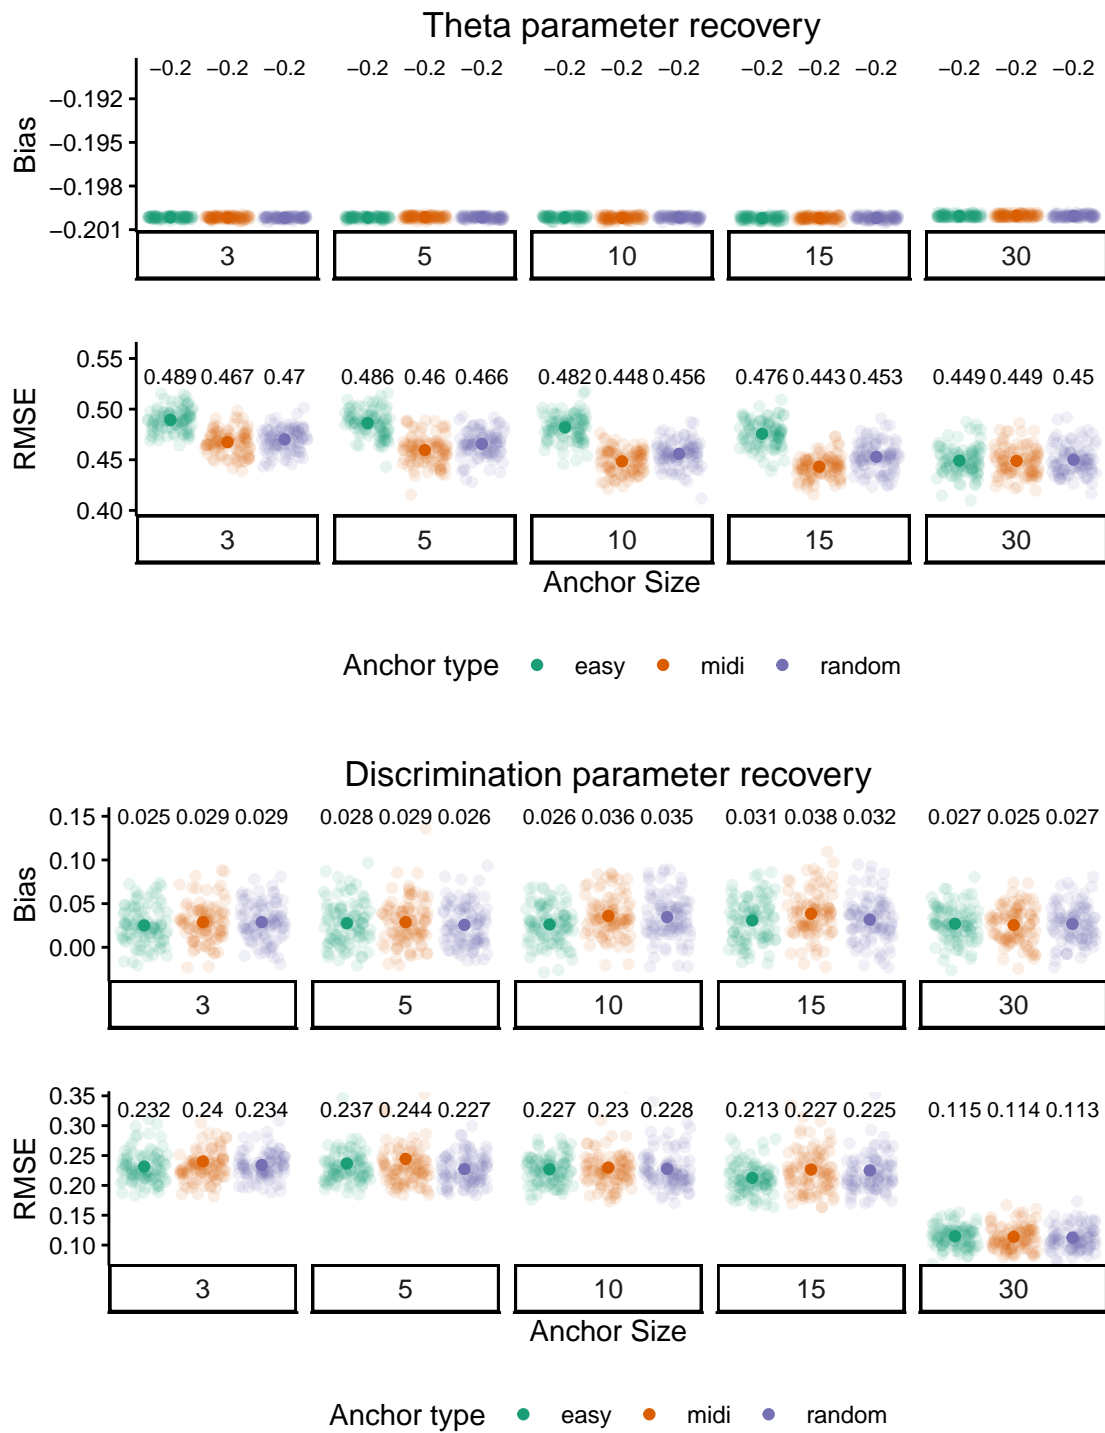 Theta parameter recovery
−0.2 −0.2 −0.2 −0.2 −0.2 −0.2 −0.2 −0.2 −0.2 −0.2 −0.2 −0.2 −0.2 −0.2 −0.2
Bias
−0.192
−0.195
−0.198
−0.201
3 5 10 15 30
RMSE
0.55
0.489 0.467 0.47 0.486 0.46 0.466 0.482 0.448 0.456 0.476 0.443 0.453 0.449 0.449 0.45
0.50
0.45
0.40
3 5 10 15 30
Anchor Size
Anchor type easy midi random
Discrimination parameter recovery
Bias
0.15 0.025 0.029 0.029 0.028 0.029 0.026 0.026 0.036 0.035 0.031 0.038 0.032 0.027 0.025 0.027
0.10
0.05
0.00
3 5 10 15 30
RMSE
0.35
0.232 0.24 0.234 0.237 0.244 0.227 0.227 0.23 0.228 0.213 0.227 0.225 0.115 0.114 0.113
0.30
0.25
0.20
0.15
0.10
3 5 10 15 30
Anchor Size
Anchor type easy midi random